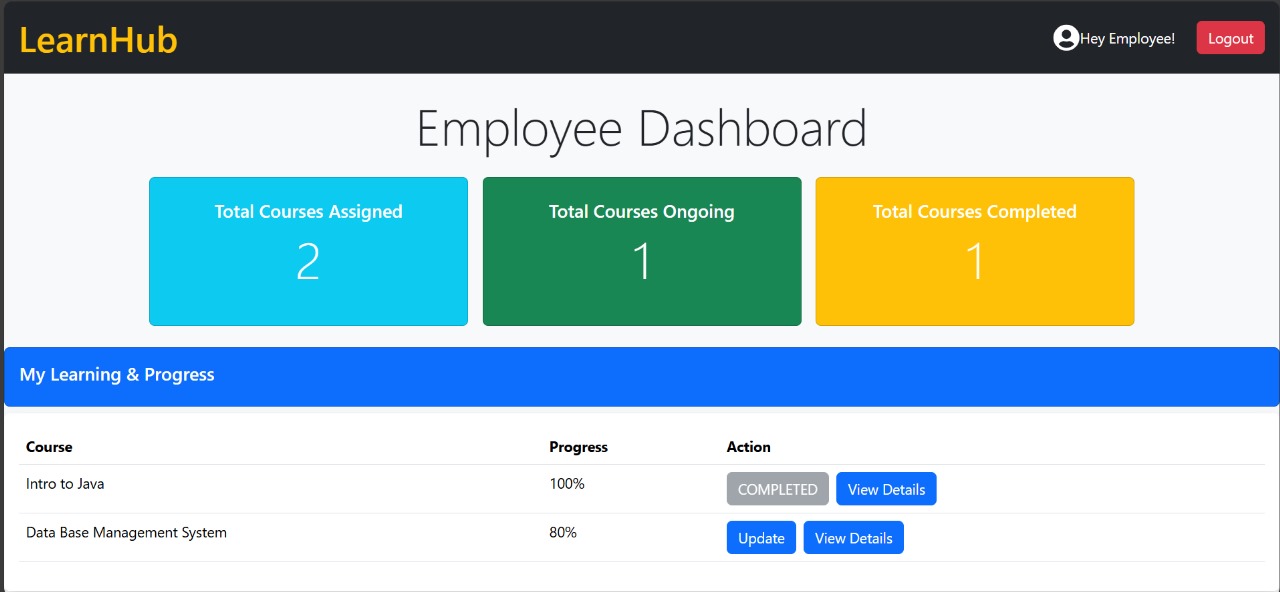 LearnHub
Hey Employee!
Logout
Employee Dashboard
Total Courses Assigned
2
Total Courses Ongoing
1
Total Courses Completed
1
My Learning & Progress
Course Progress Action
Intro to Java 100% COMPLETED View Details
Data Base Management System 80% Update View Details